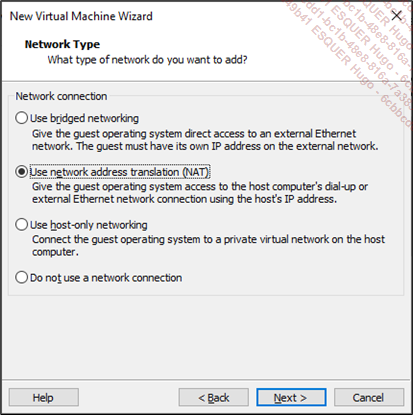 New Virtual Machine Wizard
Network Type
What type of network do you want to add?
Network connection
Use bridged networking
Give the guest operating system direct access to an external Ethernet
network. The guest must have its own IP address on the external network.
Use network address translation (NAT)
Give the guest operating system access to the host computer's dial-up or
external Ethernet network connection using the host's IP address.
Use host-only networking
Connect the guest operating system to a private virtual network on the host
computer.
Do not use a network connection
Help
< Back
Next >
Cancel